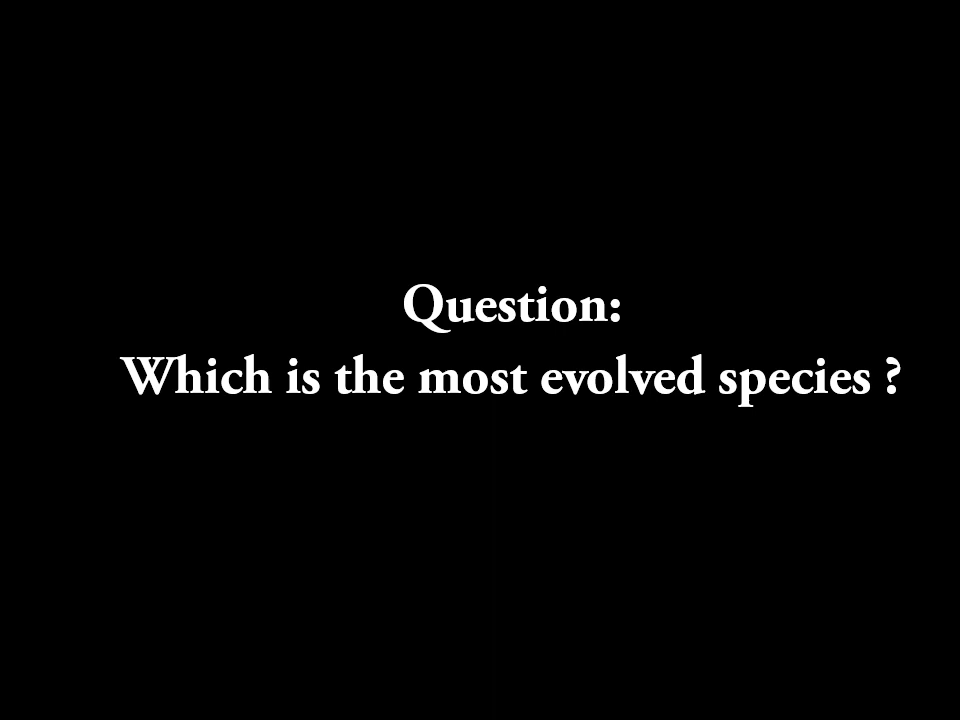 Question:
Which is the most evolved species ?